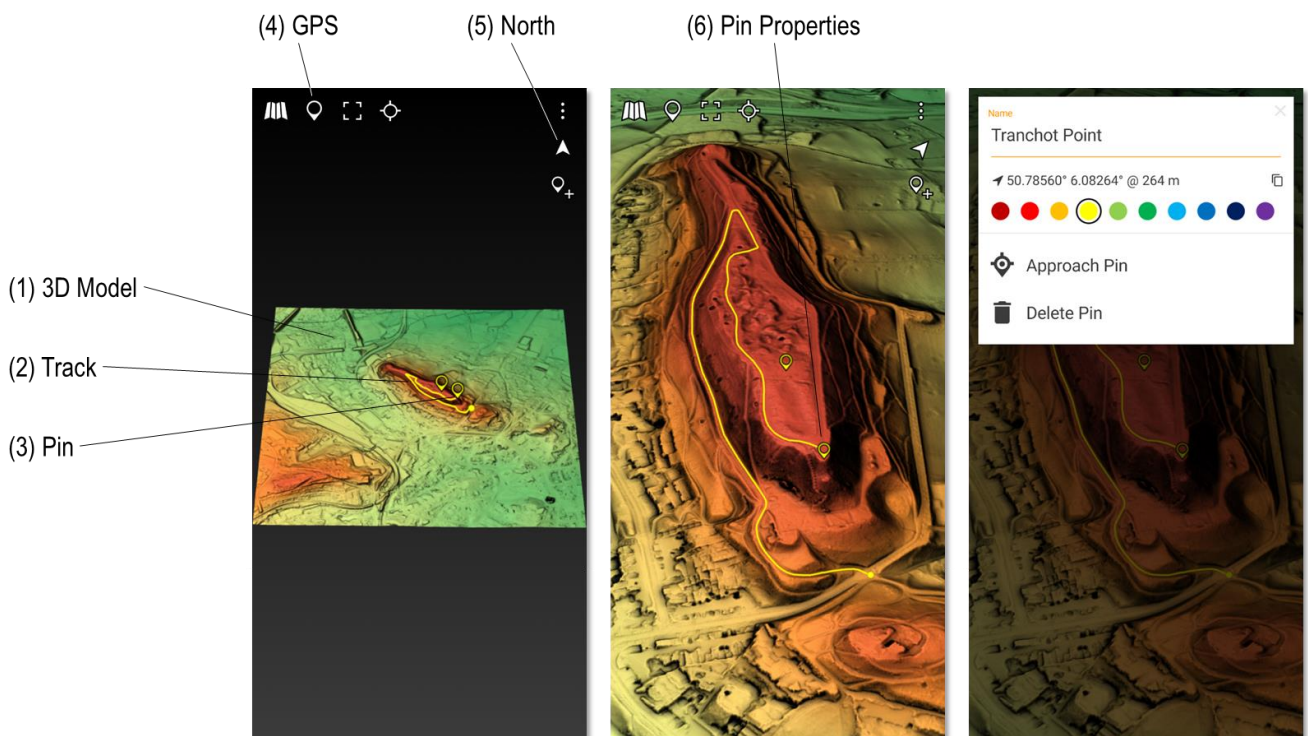 (4) GPS
(5) North
(6) Pin Properties
(1) 3D Model
(2) Track
(3) Pin
Name
Tranchot Point
50.78560° 6.08264° @ 264 m
Approach Pin
Delete Pin